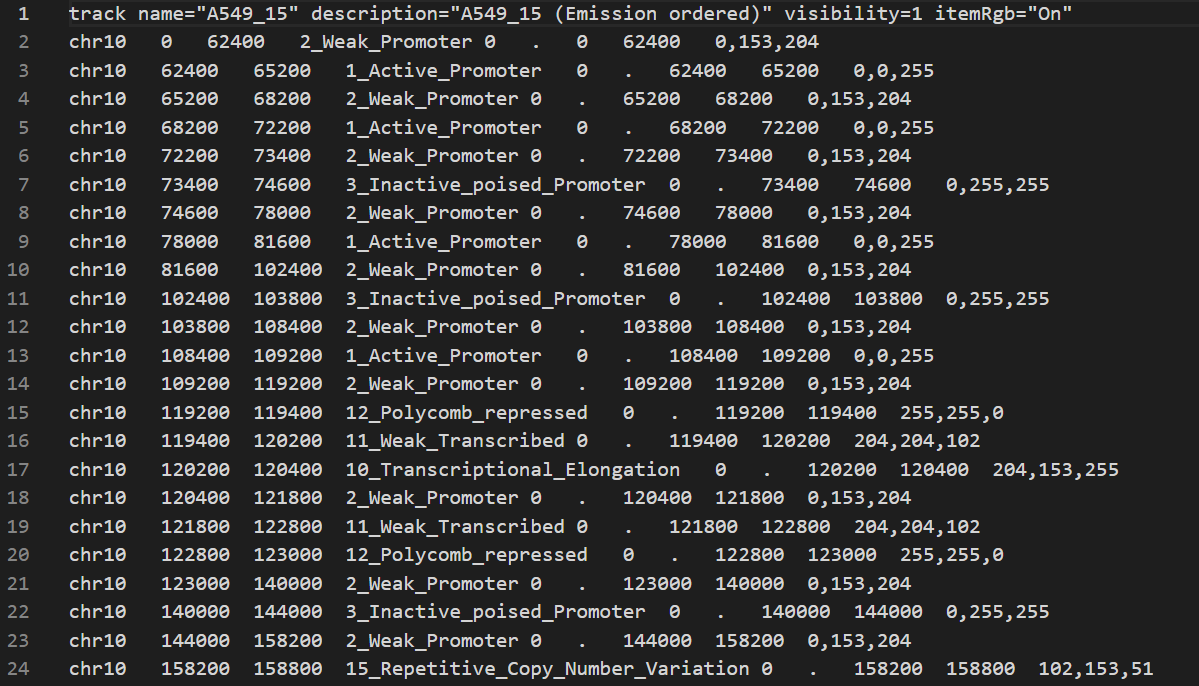 1 track name="A549_15" description="A549_15 (Emission ordered)" visibility=1 itemRgb="On"
2 chr10 0 62400 2_Weak_Promoter 0 . 0 62400 0,153,204
3 chr10 62400 65200 1_Active_Promoter 0 . 62400 65200 0,0,255
4 chr10 65200 68200 2_Weak_Promoter 0 . 65200 68200 0,153,204
5 chr10 68200 72200 1_Active_Promoter 0 . 68200 72200 0,0,255
6 chr10 72200 73400 2_Weak_Promoter 0 . 72200 73400 0,153,204
7 chr10 73400 74600 3_Inactive_poised_Promoter 0 . 73400 74600 0,255,255
8 chr10 74600 78000 2_Weak_Promoter 0 . 74600 78000 0,153,204
9 chr10 78000 81600 1_Active_Promoter 0 . 78000 81600 0,0,255
10 chr10 81600 102400 2_Weak_Promoter 0 . 81600 102400 0,153,204
11 chr10 102400 103800 3_Inactive_poised_Promoter 0 . 102400 103800 0,255,255
12 chr10 103800 108400 2_Weak_Promoter 0 . 103800 108400 0,153,204
13 chr10 108400 109200 1_Active_Promoter 0 . 108400 109200 0,0,255
14 chr10 109200 119200 2_Weak_Promoter 0 . 109200 119200 0,153,204
15 chr10 119200 119400 12_Polycomb_repressed 0 . 119200 119400 255,255,0
16 chr10 119400 120200 11_Weak_Transcribed 0 . 119400 120200 204,204,102
17 chr10 120200 120400 10_Transcriptional_Elongation 0 . 120200 120400 204,153,255
18 chr10 120400 121800 2_Weak_Promoter 0 . 120400 121800 0,153,204
19 chr10 121800 122800 11_Weak_Transcribed 0 . 121800 122800 204,204,102
20 chr10 122800 123000 12_Polycomb_repressed 0 . 122800 123000 255,255,0
21 chr10 123000 140000 2_Weak_Promoter 0 . 123000 140000 0,153,204
22 chr10 140000 144000 3_Inactive_poised_Promoter 0 . 140000 144000 0,255,255
23 chr10 144000 158200 2_Weak_Promoter 0 . 144000 158200 0,153,204
24 chr10 158200 158800 15_Repetitive_Copy_Number_Variation 0 . 158200 158800 102,153,51